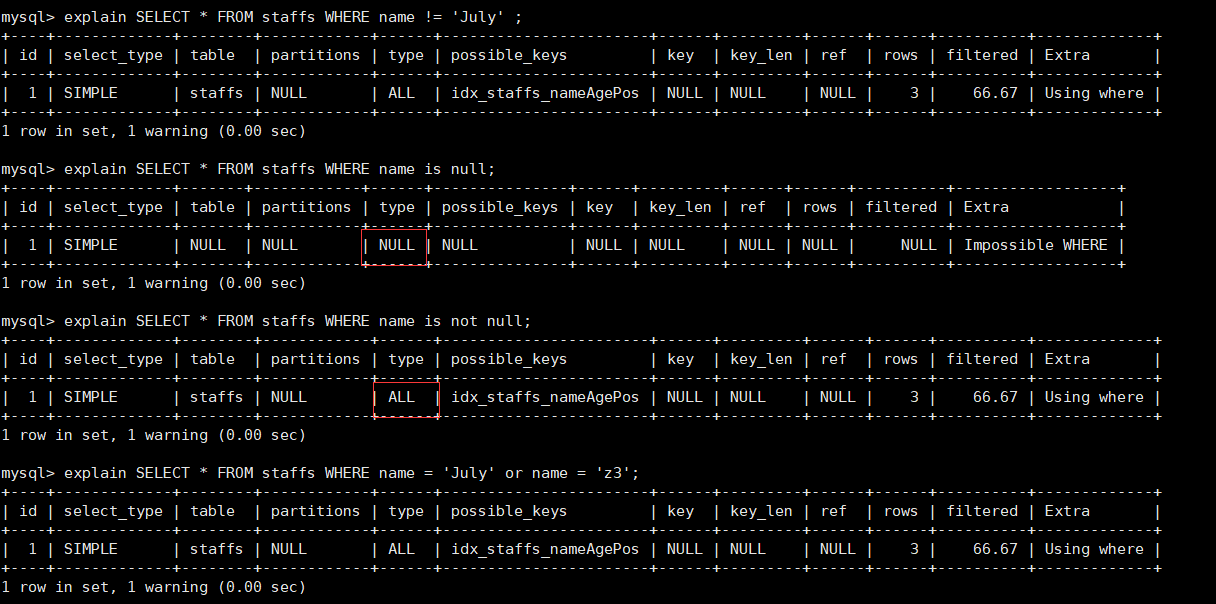 mysql> explain SELECT * FROM staffs WHERE name != 'July' ;
+----+-------------+--------+------------+------+-----------------------+------+---------+------+------+----------+-------------+
| id | select_type | table  | partitions | type | possible_keys         | key  | key_len | ref  | rows | filtered | Extra       |
+----+-------------+--------+------------+------+-----------------------+------+---------+------+------+----------+-------------+
|  1 | SIMPLE      | staffs | NULL       | ALL  | idx_staffs_nameAgePos | NULL | NULL    | NULL |    3 |    66.67 | Using where |
+----+-------------+--------+------------+------+-----------------------+------+---------+------+------+----------+-------------+
1 row in set, 1 warning (0.00 sec)
mysql> explain SELECT * FROM staffs WHERE name is null;
+----+-------------+-------+------------+------+---------------+------+---------+------+------+----------+------------------+
| id | select_type | table | partitions | type | possible_keys | key  | key_len | ref  | rows | filtered | Extra            |
+----+-------------+-------+------------+------+---------------+------+---------+------+------+----------+------------------+
|  1 | SIMPLE      | NULL  | NULL       | NULL | NULL          | NULL | NULL    | NULL | NULL |     NULL | Impossible WHERE |
+----+-------------+-------+------------+------+---------------+------+---------+------+------+----------+------------------+
1 row in set, 1 warning (0.00 sec)
mysql> explain SELECT * FROM staffs WHERE name is not null;
+----+-------------+--------+------------+------+-----------------------+------+---------+------+------+----------+-------------+
| id | select_type | table  | partitions | type | possible_keys         | key  | key_len | ref  | rows | filtered | Extra       |
+----+-------------+--------+------------+------+-----------------------+------+---------+------+------+----------+-------------+
|  1 | SIMPLE      | staffs | NULL       | ALL  | idx_staffs_nameAgePos | NULL | NULL    | NULL |    3 |    66.67 | Using where |
+----+-------------+--------+------------+------+-----------------------+------+---------+------+------+----------+-------------+
1 row in set, 1 warning (0.00 sec)
mysql> explain SELECT * FROM staffs WHERE name = 'July' or name = 'z3';
+----+-------------+--------+------------+------+-----------------------+------+---------+------+------+----------+-------------+
| id | select_type | table  | partitions | type | possible_keys         | key  | key_len | ref  | rows | filtered | Extra       |
+----+-------------+--------+------------+------+-----------------------+------+---------+------+------+----------+-------------+
|  1 | SIMPLE      | staffs | NULL       | ALL  | idx_staffs_nameAgePos | NULL | NULL    | NULL |    3 |    66.67 | Using where |
+----+-------------+--------+------------+------+-----------------------+------+---------+------+------+----------+-------------+
1 row in set, 1 warning (0.00 sec)